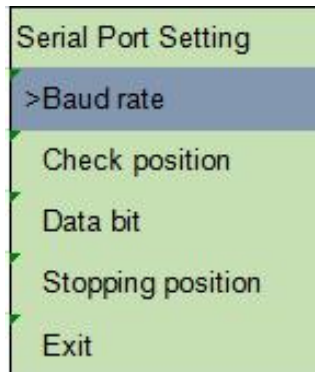 Serial Port Setting
>Baud rate
Check position
Data bit
Stopping position
Exit